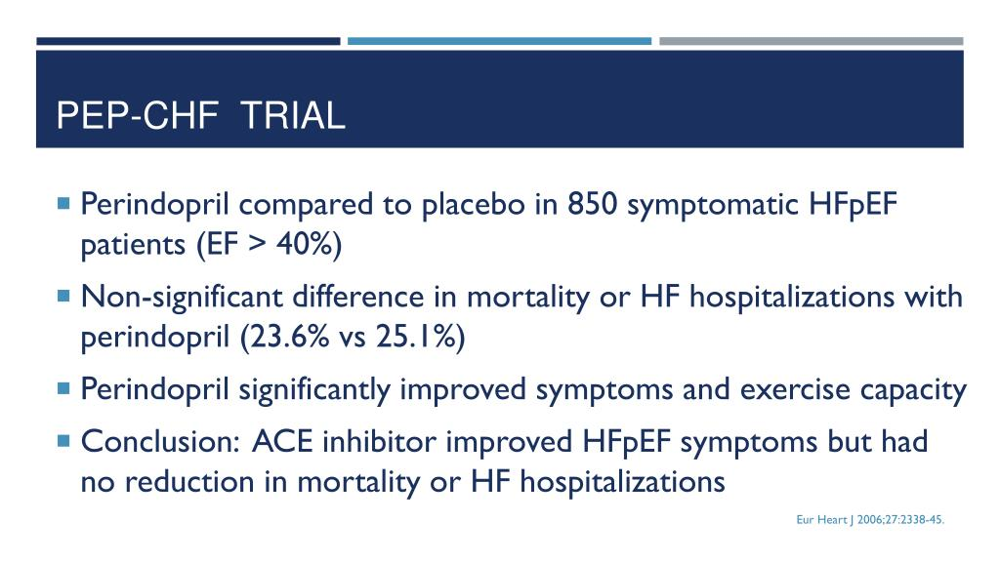 PEP-CHF TRIAL
Perindopril compared to placebo in 850 symptomatic HFpEF
patients (EF > 40%)
Non-significant difference in mortality or HF hospitalizations with
perindopril (23.6% vs 25.1%)
Perindopril significantly improved symptoms and exercise capacity
Conclusion: ACE inhibitor improved HFpEF symptoms but had
no reduction in mortality or HF hospitalizations
Eur Heart J 2006;27:2338-45.